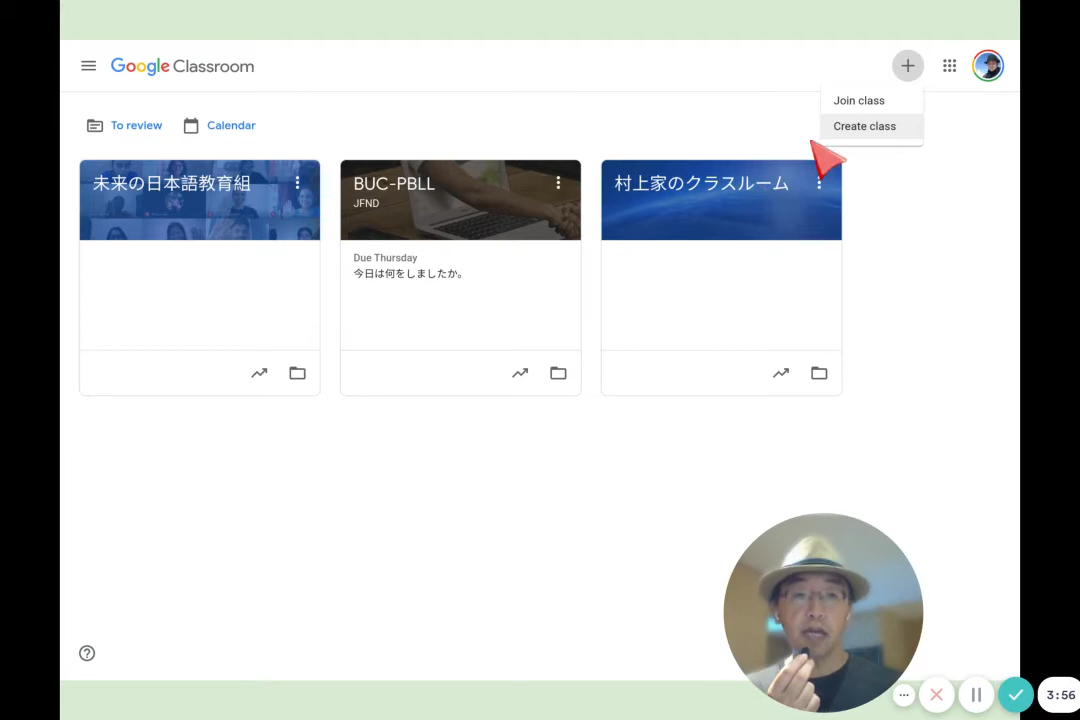 Google Classroom
Join class
Create class
To review
Calendar
未来の日本語教育組
BUC-PBLL
JFND
村上家のクラスルーム
Due Thursday
今日は何をしましたか。
3:56